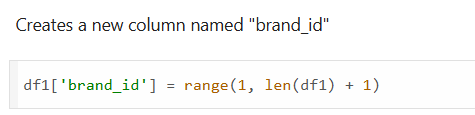 Creates a new column named "brand_id"
df1['brand_id'] = range(1, len(df1) + 1)